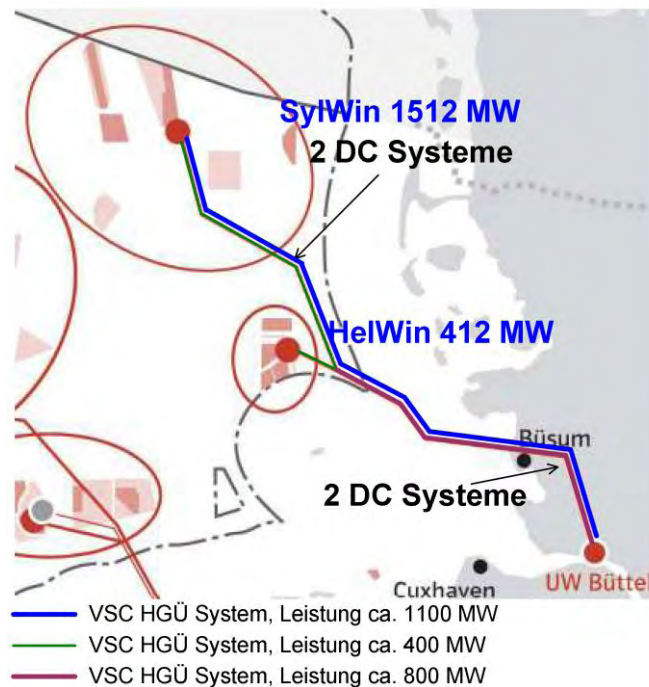 SylWin 1512 MW
2 DC Systeme
HelWin 412 MW
Büsum
2 DC Systeme
UW Büttel
Cuxhaven
VSC HGÜ System, Leistung ca. 1100 MW
VSC HGÜ System, Leistung ca. 400 MW
VSC HGÜ System, Leistung ca. 800 MW